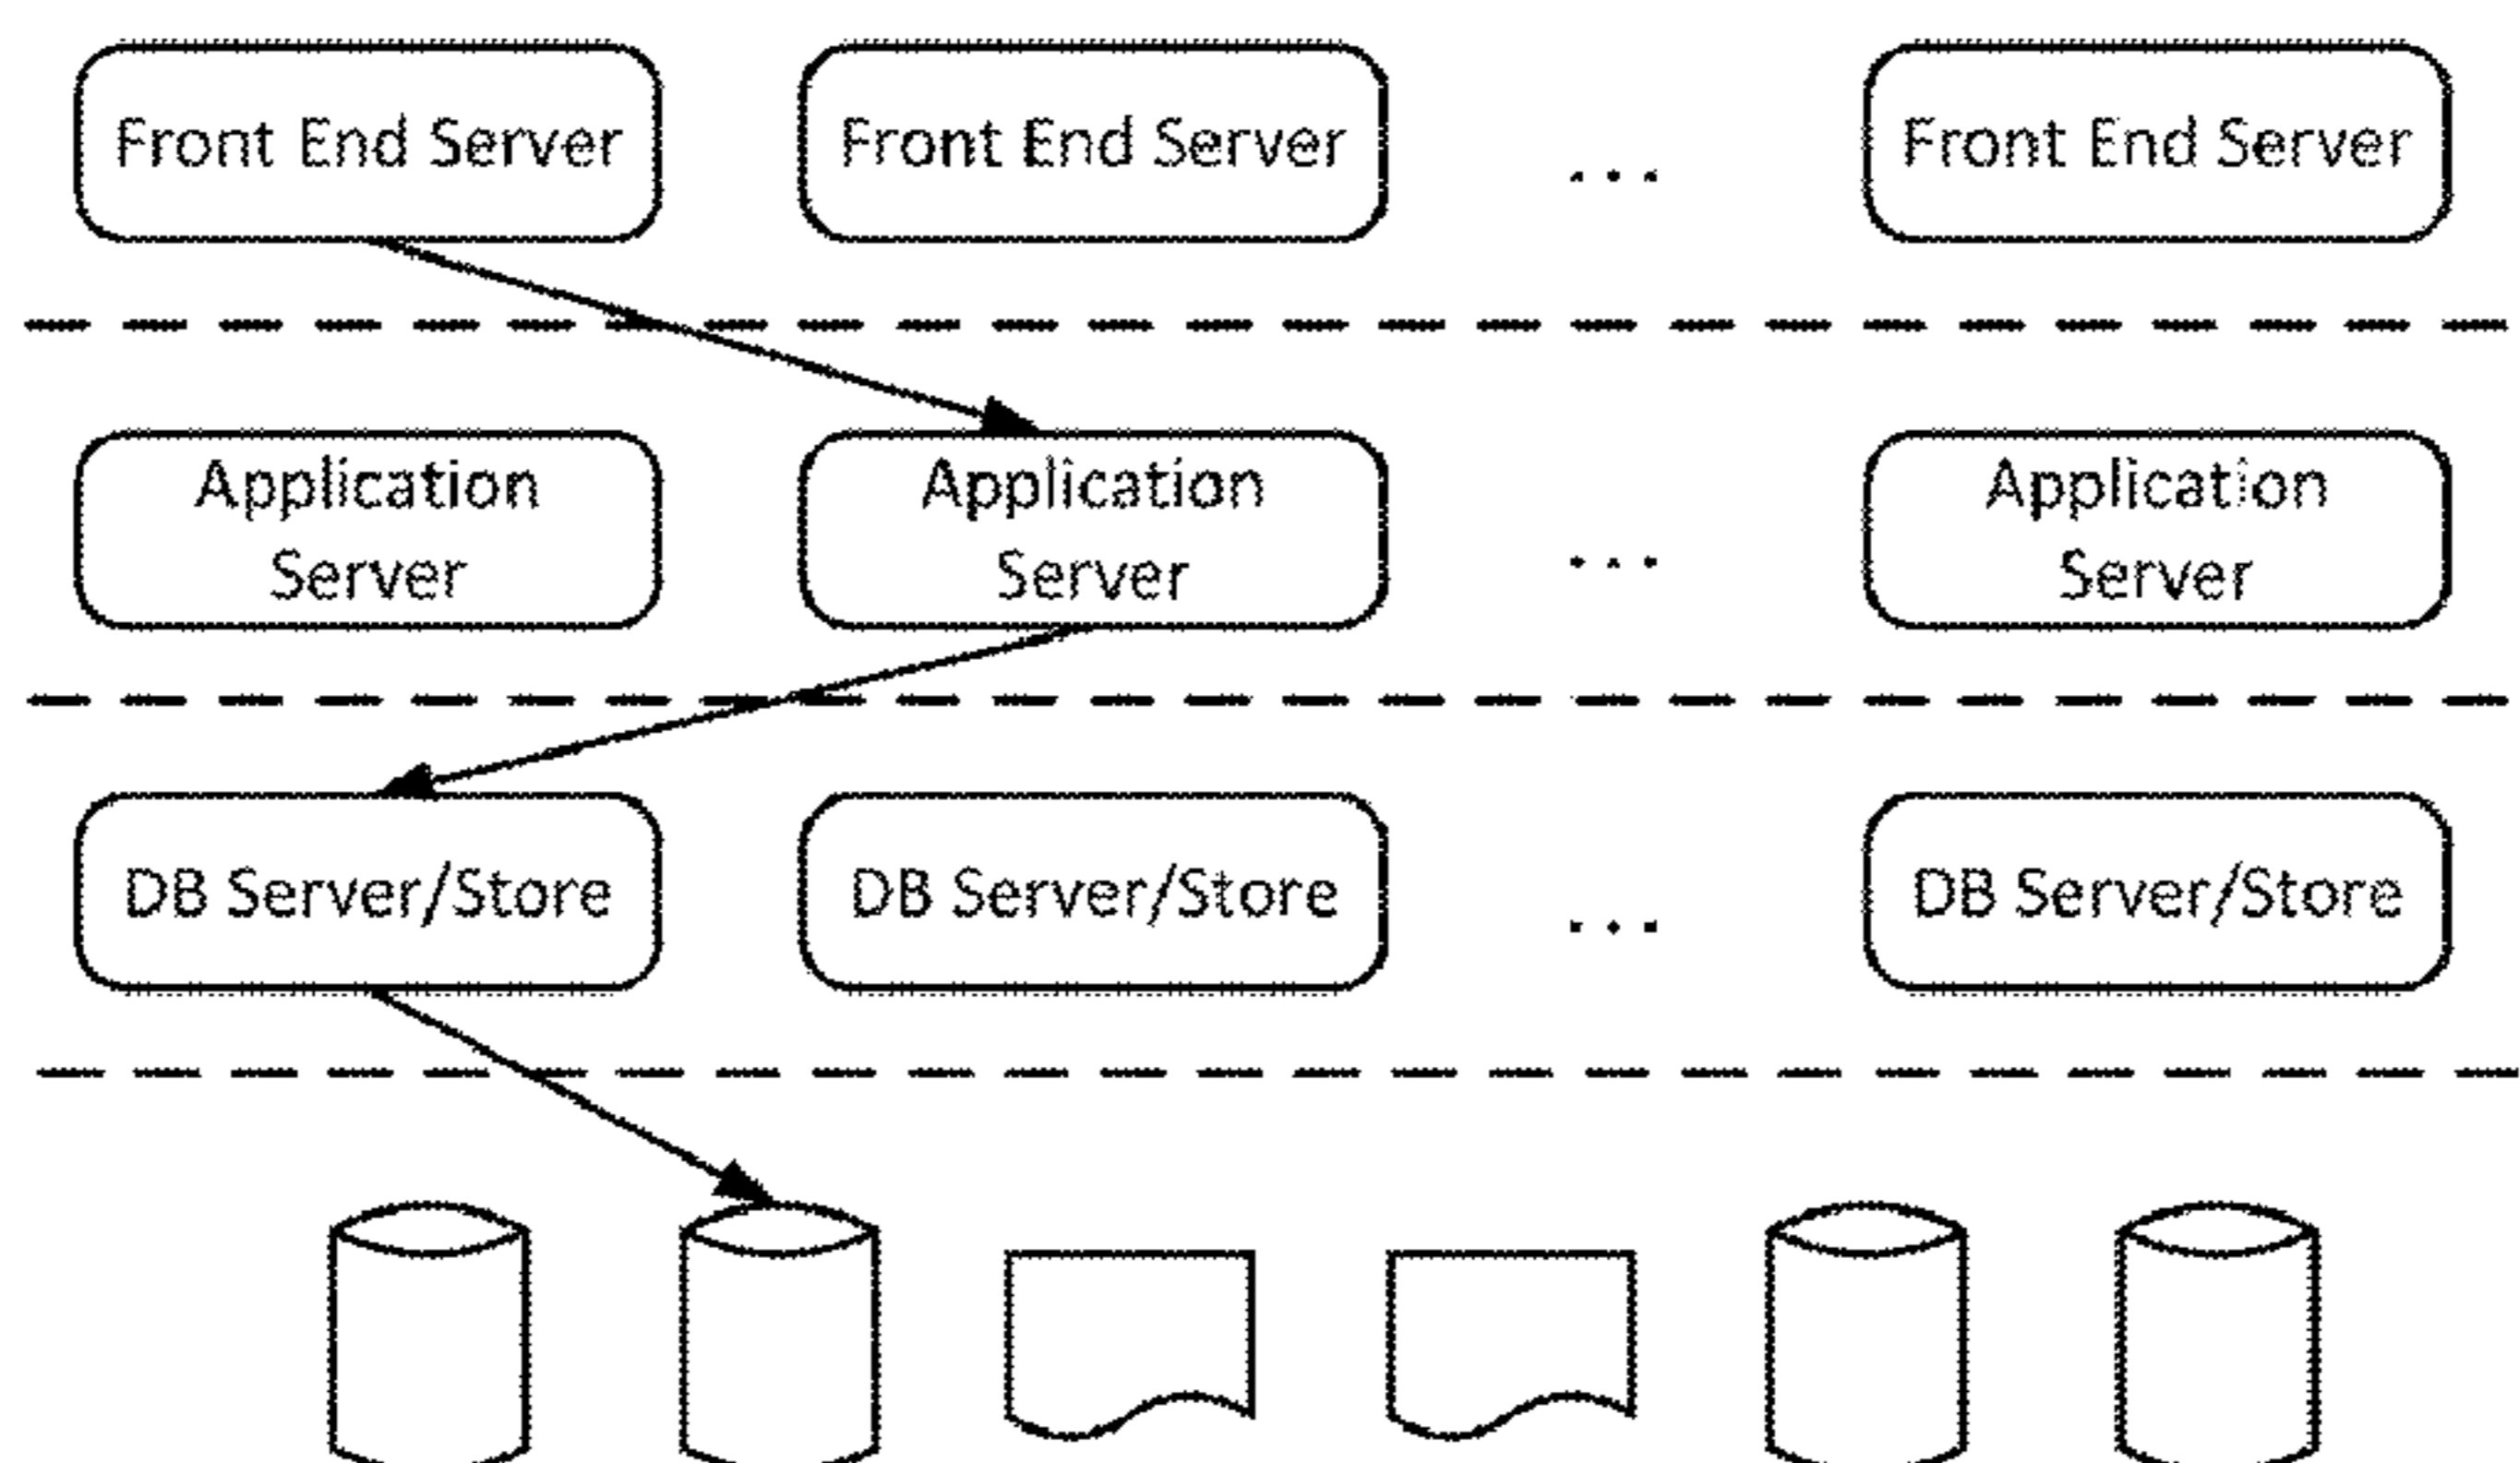 Front End Server Front End Server ... Front End Server
Application Application Application
Server Server ... Server
DB Server/Store DB Server/Store ... DB Server/Store